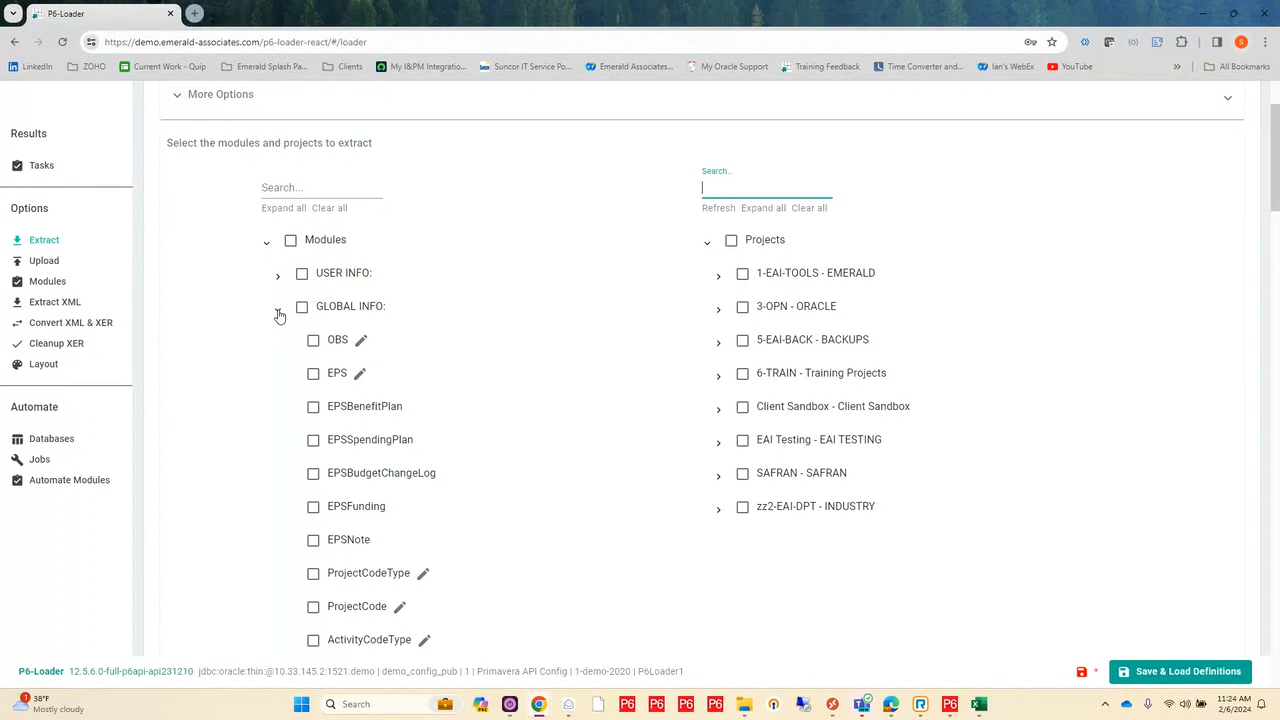 P6-Loader
https://demo.emerald-associates.com/p6-loader-react/#/loader
LinkedIn ZOHO Current Work - Quip Emerald Splash Pa... Clients My I&PM Integratio... Suncor IT Service Po... Emerald Associates... My Oracle Support Training Feedback Time Converter and... Ian's WebEx YouTube All Bookmarks
More Options
Results
Select the modules and projects to extract
Tasks
Search...
Search...
Expand all Clear all
Refresh Expand all Clear all
Options
Extract
Upload
Modules
Extract XML
Convert XML & XER
Cleanup XER
Layout
Automate
Databases
Jobs
Automate Modules
Modules
USER INFO:
GLOBAL INFO:
OBS
EPS
EPSBenefitPlan
EPSSpendingPlan
EPSBudgetChangeLog
EPSFunding
EPSNote
ProjectCodeType
ProjectCode
ActivityCodeType
Projects
1-EAI-TOOLS - EMERALD
3-OPN - ORACLE
5-EAI-BACK - BACKUPS
6-TRAIN - Training Projects
Client Sandbox - Client Sandbox
EAI Testing - EAI TESTING
SAFRAN - SAFRAN
zz2-EAI-DPT - INDUSTRY
P6-Loader 12.5.6.0-full-p6api-api231210 jdbc:oracle:thin:@10.33.145.2:1521:demo | demo_config_pub | 1 | Primavera API Config | 1-demo-2020 | P6Loader1
* Save & Load Definitions
1 38°F
Mostly cloudy
Search
P6 P6 P6 P6 P6
11:24 AM
2/6/2024